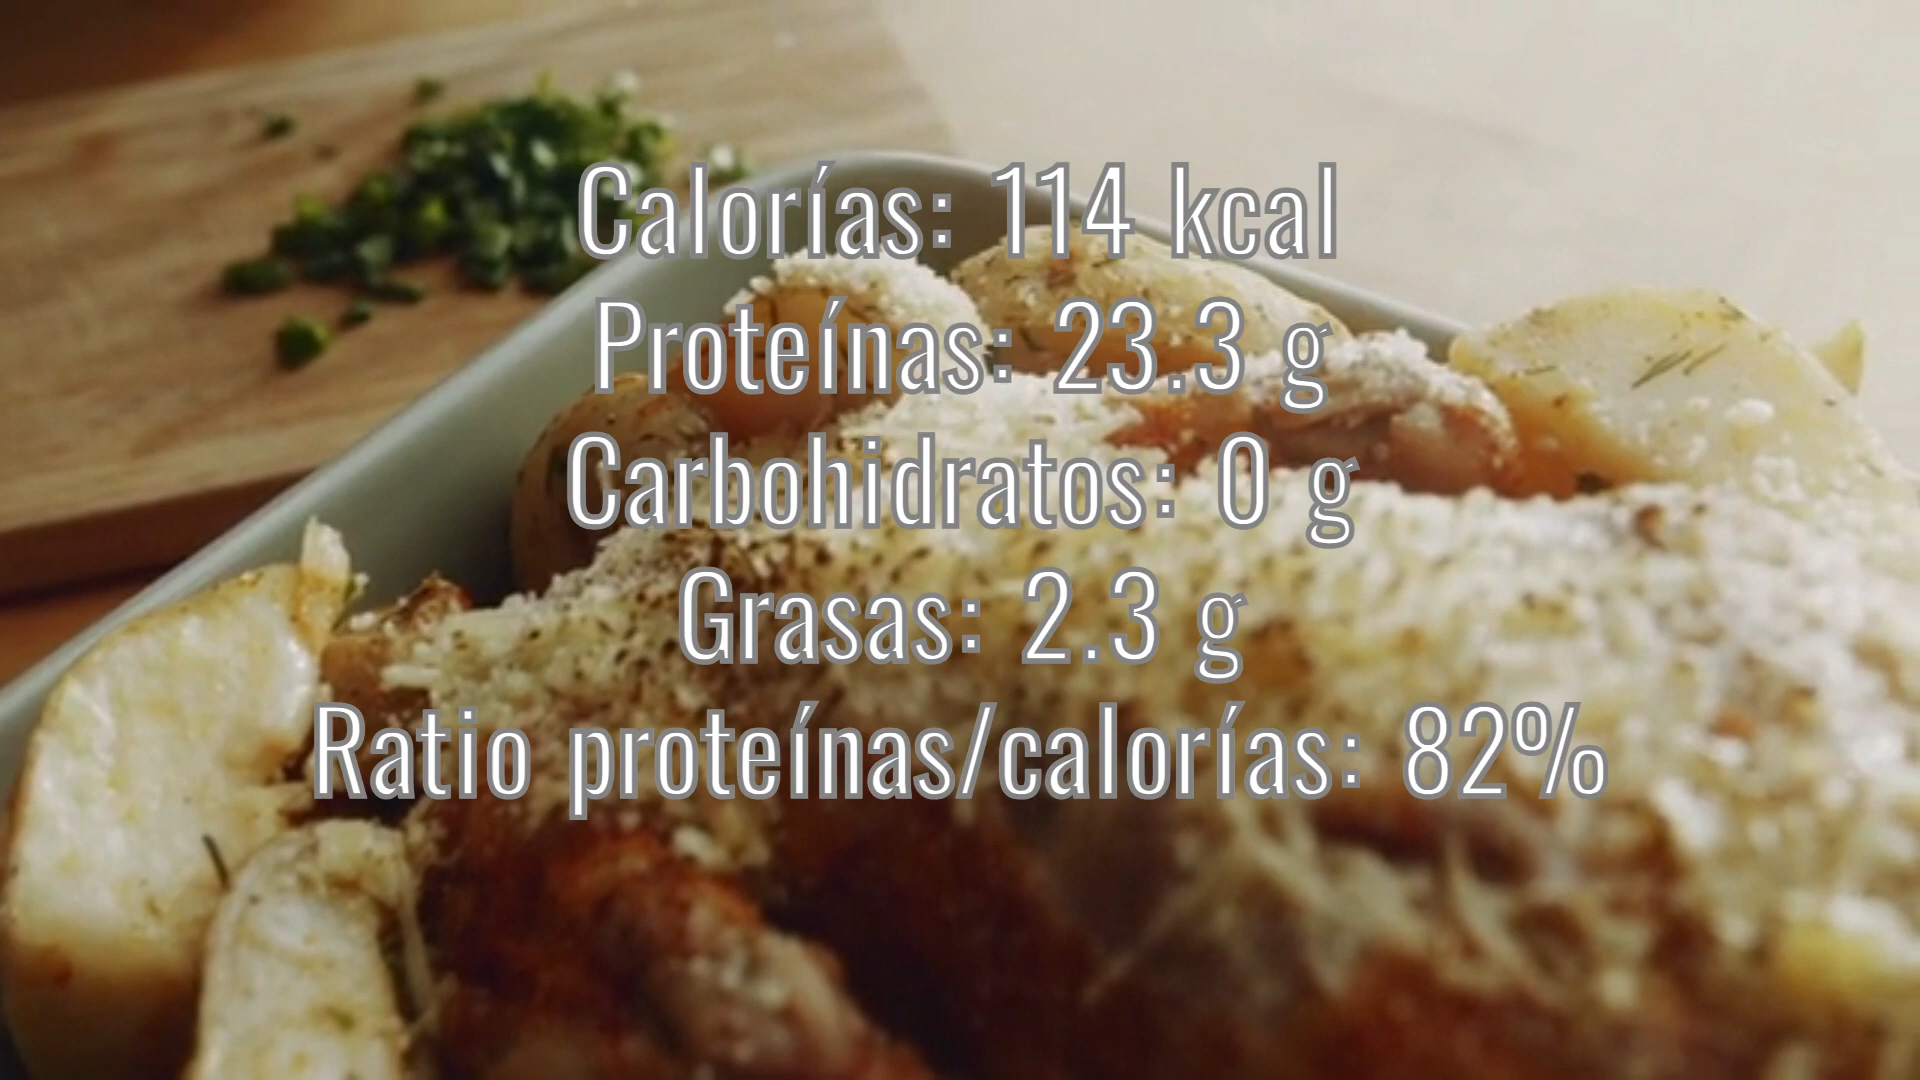 Calorías: 114 kcal
Proteínas: 23.3 g
Carbohidratos: 0 g
Grasas: 2.3 g
Ratio proteínas/calorías: 82%